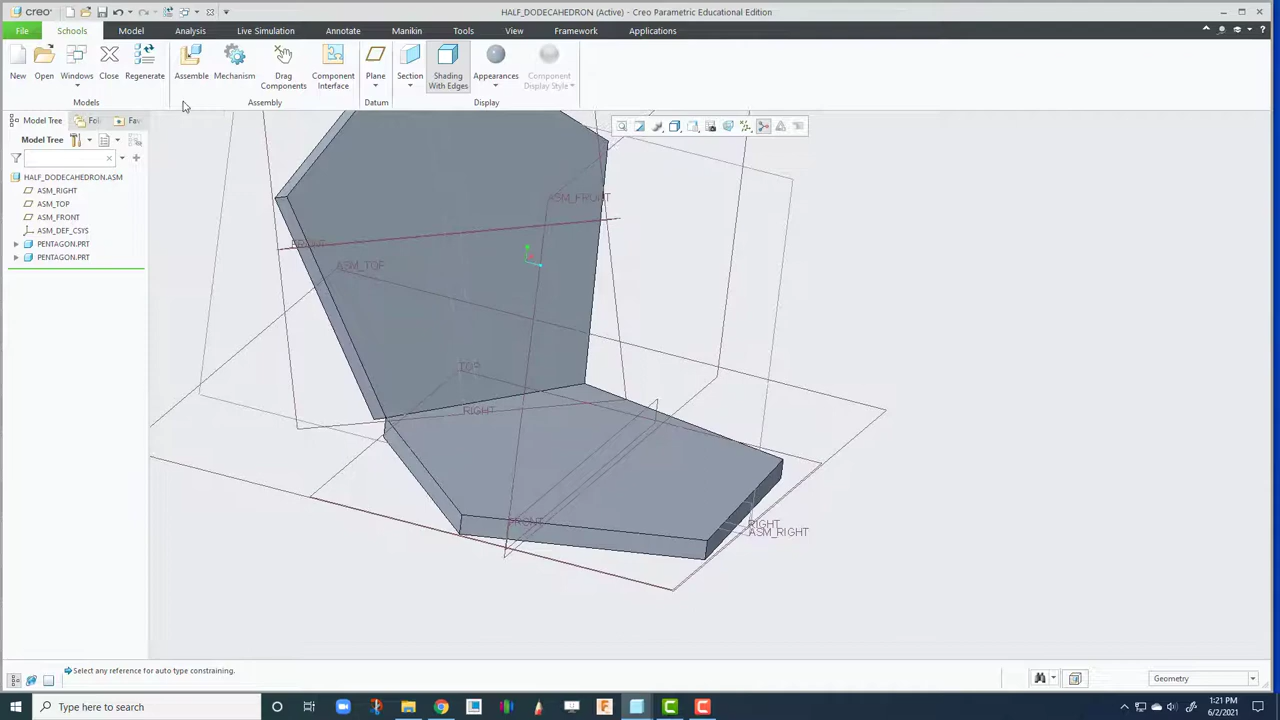 creo
HALF_DODECAHEDRON (Active) - Creo Parametric Educational Edition
File Schools Model Analysis Live Simulation Annotate Manikin Tools View Framework Applications
New Open Windows Close Regenerate Assemble Mechanism Drag Components Component Interface Plane Section Shading With Edges Appearances Component Display Style
Models Assembly Datum Display
Model Tree Fol Fav
Model Tree
HALF_DODECAHEDRON.ASM
ASM_RIGHT
ASM_TOP
ASM_FRONT
ASM_DEF_CSYS
PENTAGON.PRT
PENTAGON.PRT
ASM_FRONT
FRONT
ASM_TOP
TOP
RIGHT
FRONT
RIGHT
ASM_RIGHT
Select any reference for auto type constraining.
Geometry
Type here to search
1:21 PM
6/2/2021